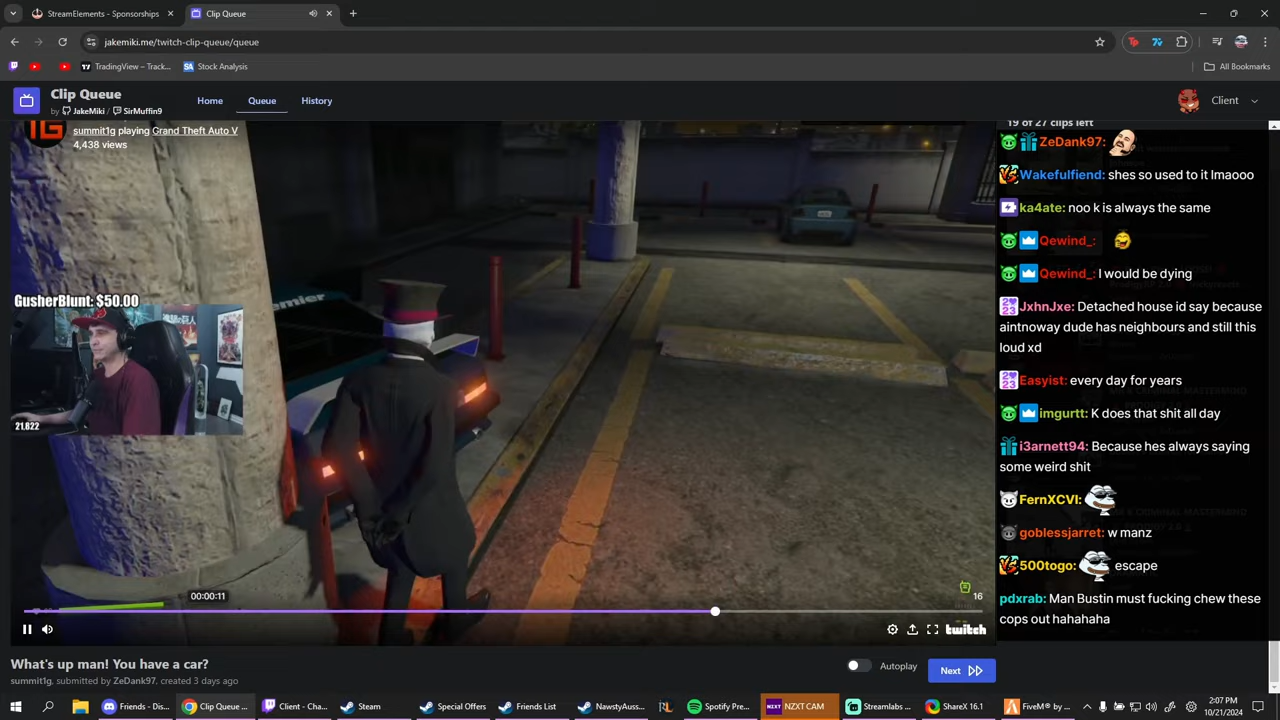 StreamElements - Sponsorships
Clip Queue
jakemiki.me/twitch-clip-queue/queue
TradingView – Track...
Stock Analysis
All Bookmarks
Clip Queue
by JakeMiki / SirMuffin9
Home
Queue
History
Client
summit1g playing Grand Theft Auto V
4,438 views
19 of 27 clips left
ZeDank97:
Wakefulfiend: shes so used to it lmaooo
ka4ate: noo k is always the same
Qewind_:
Qewind_: I would be dying
JxhnJxe: Detached house id say because
aintnoway dude has neighbours and still this
loud xd
Easyist: every day for years
imgurtt: K does that shit all day
i3arnett94: Because hes always saying
some weird shit
FernXCVI:
goblessjarret: w manz
500togo: escape
pdxrab: Man Bustin must fucking chew these
cops out hahahaha
GusherBlunt: $50.00
21,822
00:00:11
16
twitch
What's up man! You have a car?
summit1g, submitted by ZeDank97, created 3 days ago
Autoplay
Next
Friends - Dis...
Clip Queue ...
Client - Cha...
Steam
Special Offers
Friends List
NawstyAuss...
Spotify Pre...
NZXT CAM
Streamlabs ...
ShareX 16.1
FiveM® by ...
2:07 PM
10/21/2024